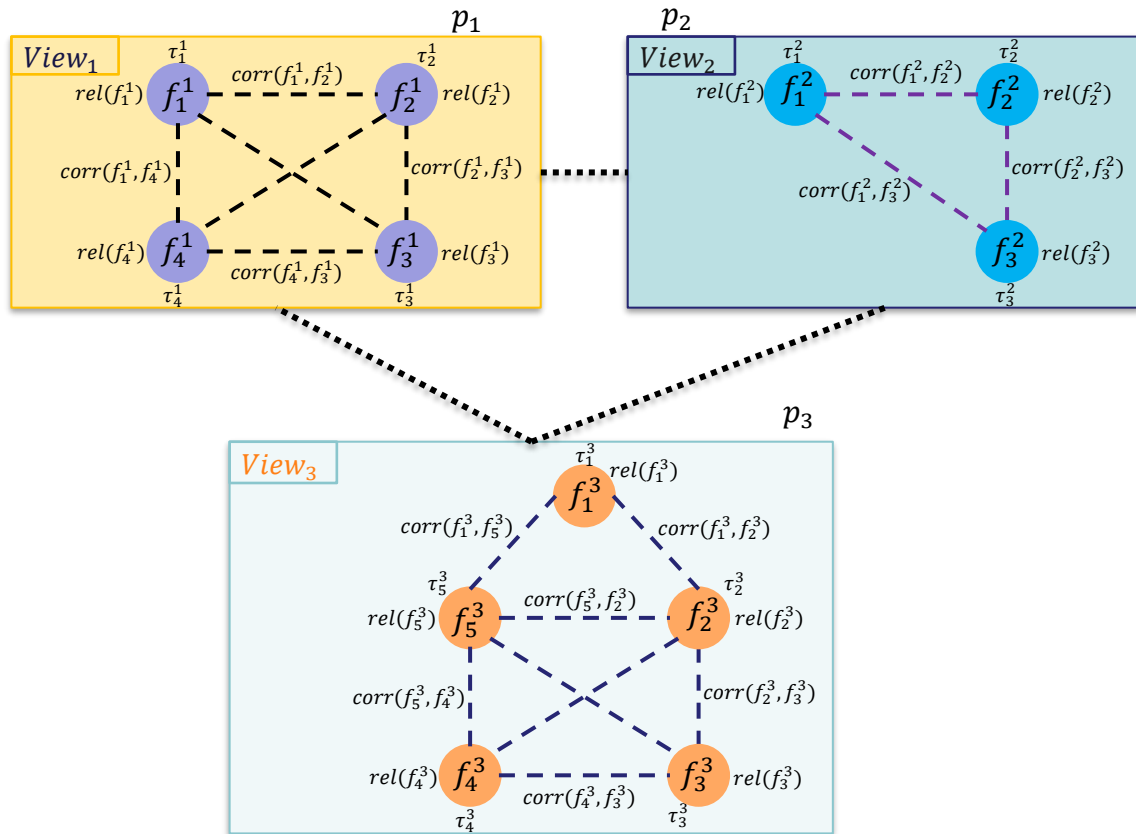 p₁
View₁
τ₁¹
τ₂¹
rel(f₁¹)
f₁¹
corr(f₁¹, f₂¹)
f₂¹
rel(f₂¹)
corr(f₁¹, f₄¹)
corr(f₂¹, f₃¹)
rel(f₄¹)
f₄¹
corr(f₄¹, f₃¹)
f₃¹
rel(f₃¹)
τ₄¹
τ₃¹
p₂
View₂
τ₁²
τ₂²
rel(f₁²)
f₁²
corr(f₁², f₂²)
f₂²
rel(f₂²)
corr(f₁², f₃²)
corr(f₂², f₃²)
f₃²
rel(f₃²)
τ₃²
p₃
View₃
τ₁³
rel(f₁³)
f₁³
corr(f₁³, f₅³)
corr(f₁³, f₂³)
τ₅³
τ₂³
rel(f₅³)
f₅³
corr(f₅³, f₂³)
f₂³
rel(f₂³)
corr(f₅³, f₄³)
corr(f₂³, f₃³)
rel(f₄³)
f₄³
corr(f₄³, f₃³)
f₃³
rel(f₃³)
τ₄³
τ₃³